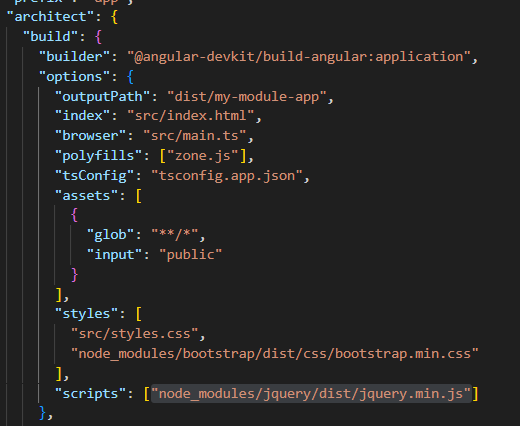 "prefix": "app",
"architect": {
"build": {
"builder": "@angular-devkit/build-angular:application",
"options": {
"outputPath": "dist/my-module-app",
"index": "src/index.html",
"browser": "src/main.ts",
"polyfills": ["zone.js"],
"tsConfig": "tsconfig.app.json",
"assets": [
{
"glob": "**/*",
"input": "public"
}
],
"styles": [
"src/styles.css",
"node_modules/bootstrap/dist/css/bootstrap.min.css"
],
"scripts": ["node_modules/jquery/dist/jquery.min.js"]
},